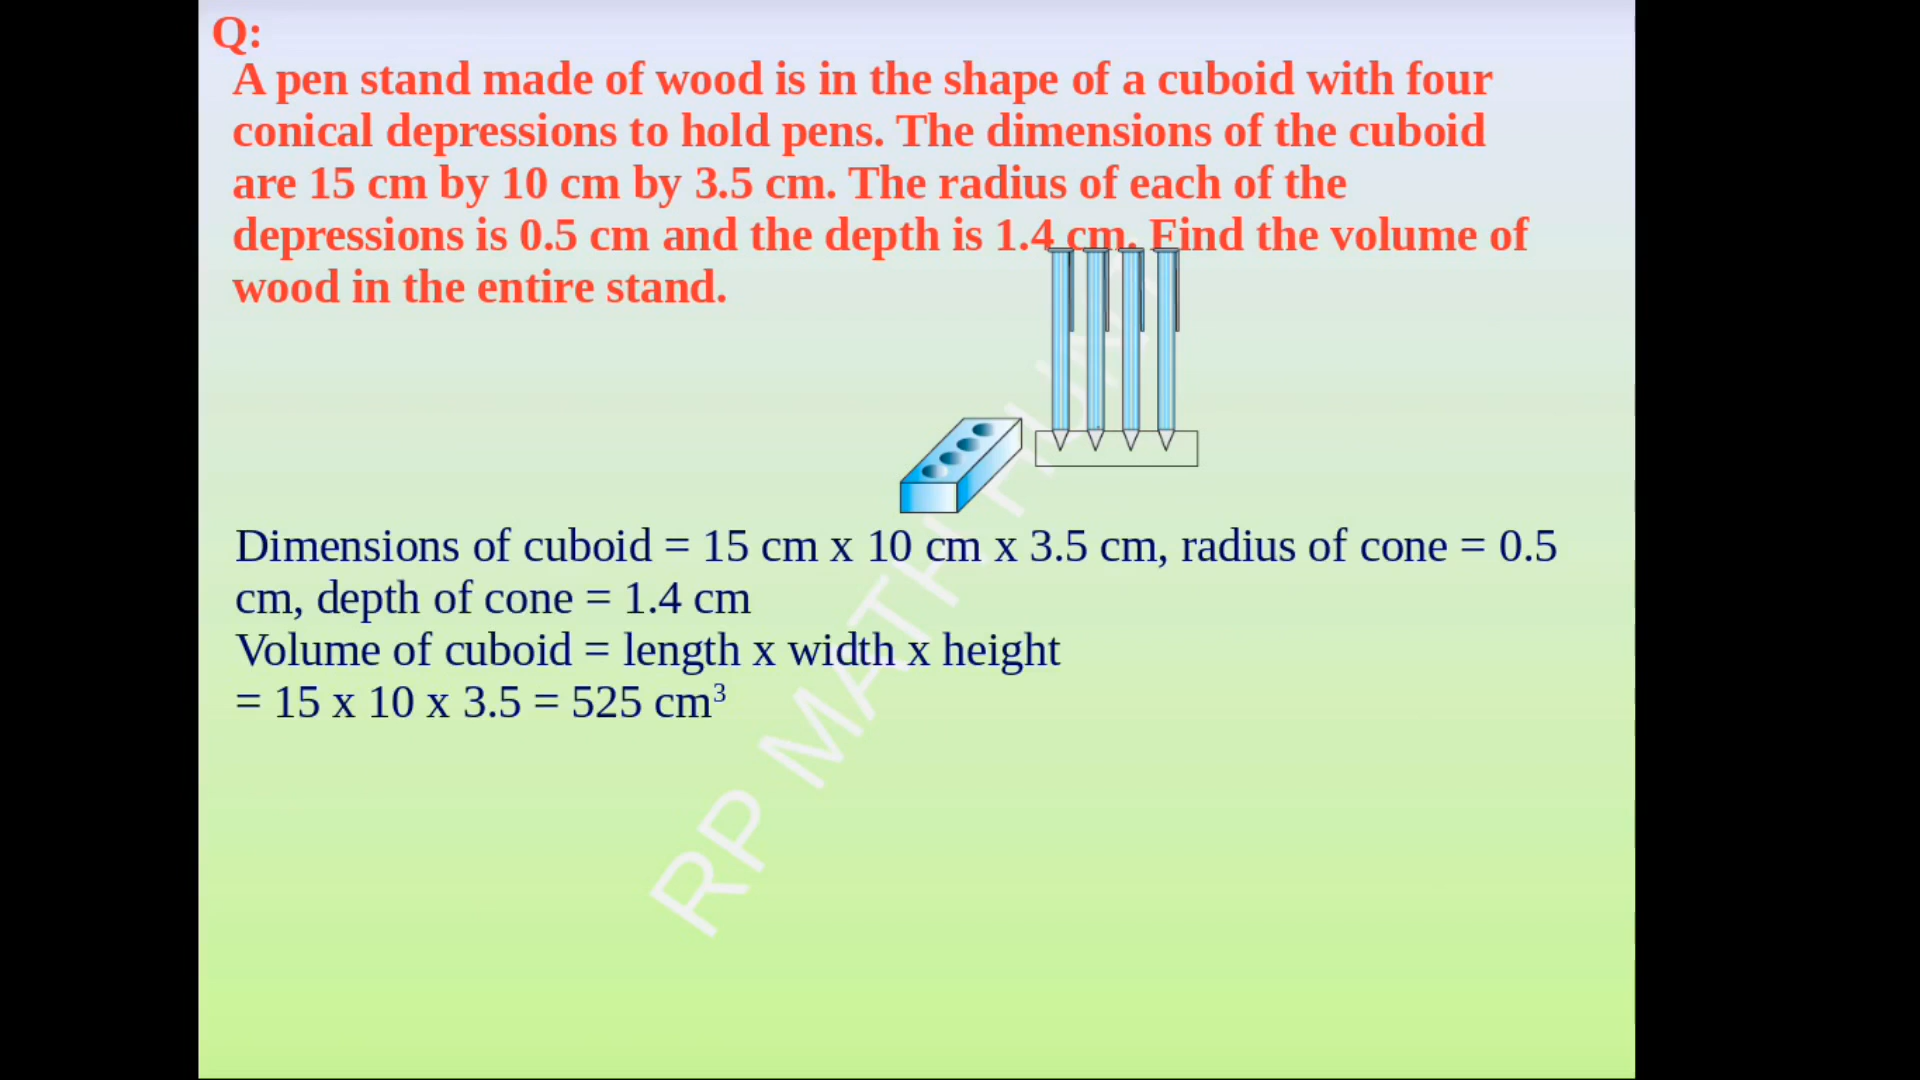 Q:
A pen stand made of wood is in the shape of a cuboid with four
conical depressions to hold pens. The dimensions of the cuboid
are 15 cm by 10 cm by 3.5 cm. The radius of each of the
depressions is 0.5 cm and the depth is 1.4 cm. Find the volume of
wood in the entire stand.
Dimensions of cuboid = 15 cm x 10 cm x 3.5 cm, radius of cone = 0.5
cm, depth of cone = 1.4 cm
Volume of cuboid = length x width x height
= 15 x 10 x 3.5 = 525 cm³
RP MATH